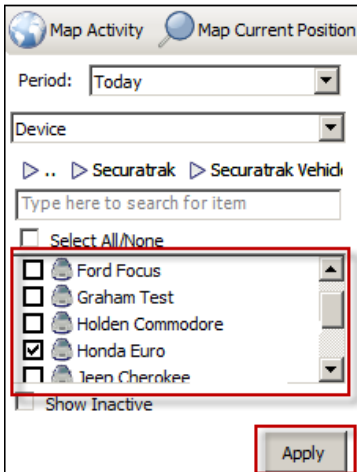 Map Activity Map Current Position
Period: Today
Device
.. Securatrak Securatrak Vehicl
Type here to search for item
Select All/None
Ford Focus
Graham Test
Holden Commodore
Honda Euro
Jeep Cherokee
Show Inactive
Apply